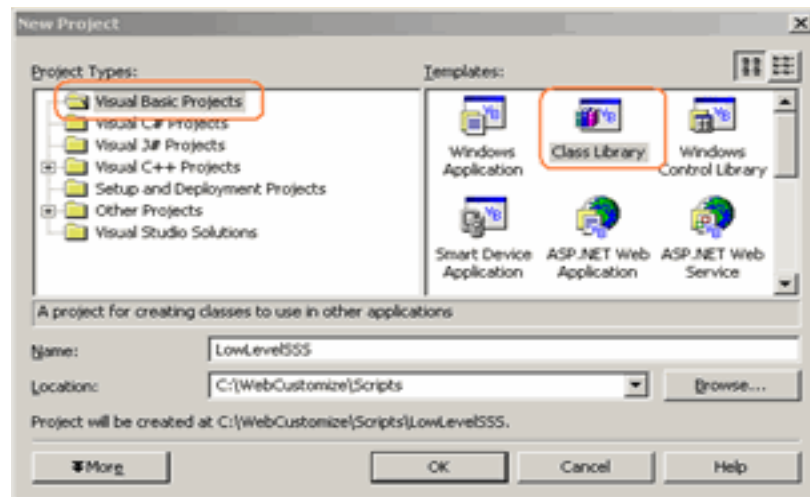 New Project
Project Types:
Visual Basic Projects
Visual C# Projects
Visual J# Projects
Visual C++ Projects
Setup and Deployment Projects
Other Projects
Visual Studio Solutions
Templates:
Windows Application
Class Library
Windows Control Library
Smart Device Application
ASP.NET Web Application
ASP.NET Web Service
A project for creating classes to use in other applications
Name:
LowLevelSSS
Location:
C:\WebCustomize\Scripts
Browse...
Project will be created at C:\WebCustomize\Scripts\LowLevelSSS.
More
OK
Cancel
Help